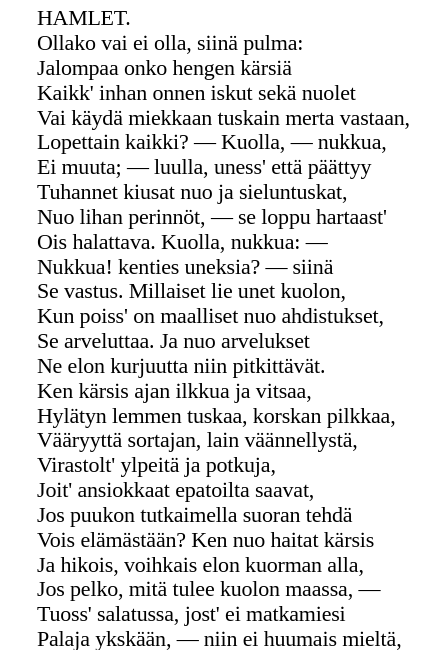 HAMLET.
Ollako vai ei olla, siinä pulma:
Jalompaa onko hengen kärsiä
Kaikk' inhan onnen iskut sekä nuolet
Vai käydä miekkaan tuskain merta vastaan,
Lopettain kaikki? — Kuolla, — nukkua,
Ei muuta; — luulla, uness' että päättyy
Tuhannet kiusat nuo ja sieluntuskat,
Nuo lihan perinnöt, — se loppu hartaast'
Ois halattava. Kuolla, nukkua: —
Nukkua! kenties uneksia? — siinä
Se vastus. Millaiset lie unet kuolon,
Kun poiss' on maalliset nuo ahdistukset,
Se arveluttaa. Ja nuo arvelukset
Ne elon kurjuutta niin pitkittävät.
Ken kärsis ajan ilkkua ja vitsaa,
Hylätyn lemmen tuskaa, korskan pilkkaa,
Vääryyttä sortajan, lain väännellystä,
Virastolt' ylpeitä ja potkuja,
Joit' ansiokkaat epatoilta saavat,
Jos puukon tutkaimella suoran tehdä
Vois elämästään? Ken nuo haitat kärsis
Ja hikois, voihkais elon kuorman alla,
Jos pelko, mitä tulee kuolon maassa, —
Tuoss' salatussa, jost' ei matkamiesi
Palaja ykskään, — niin ei huumais mieltä,